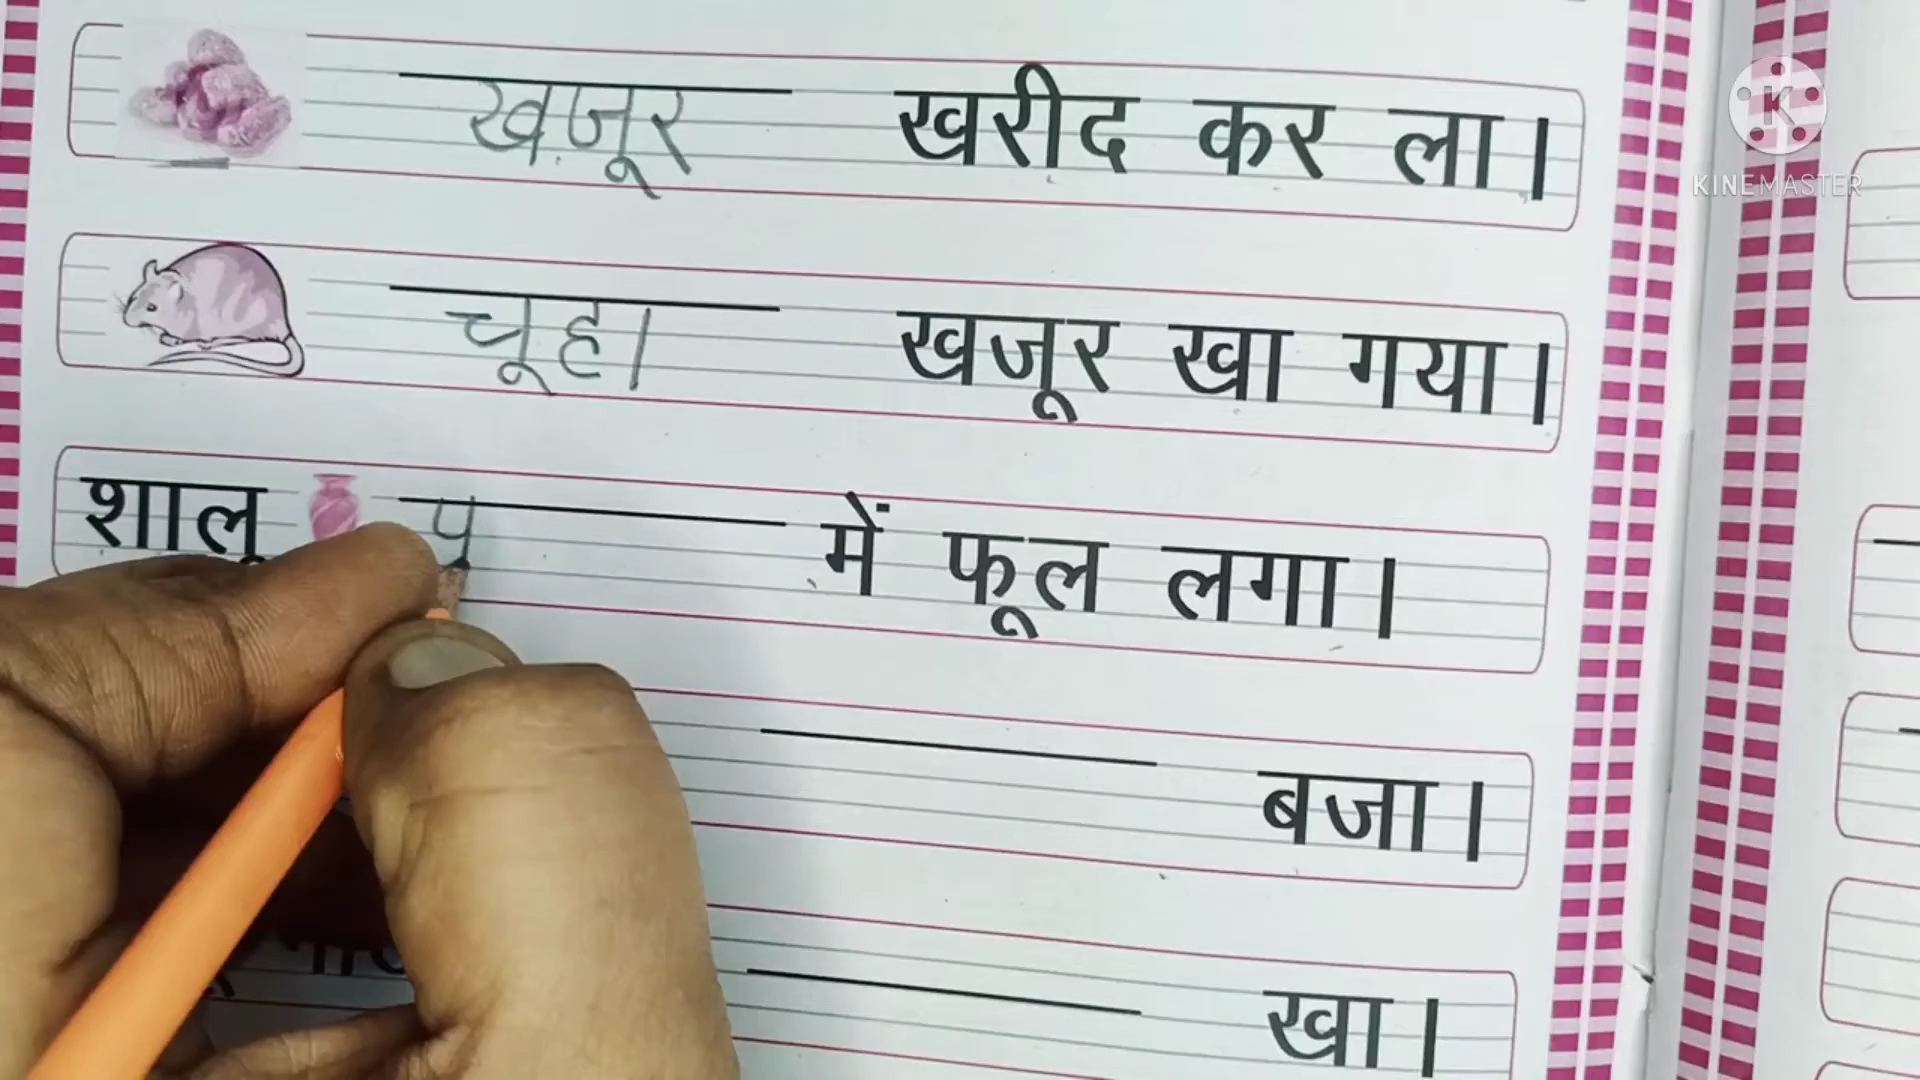 खजूर खरीद कर ला।
KINEMASTER
चूहा खजूर खा गया।
शालू प में फूल लगा।
बजा।
खा।